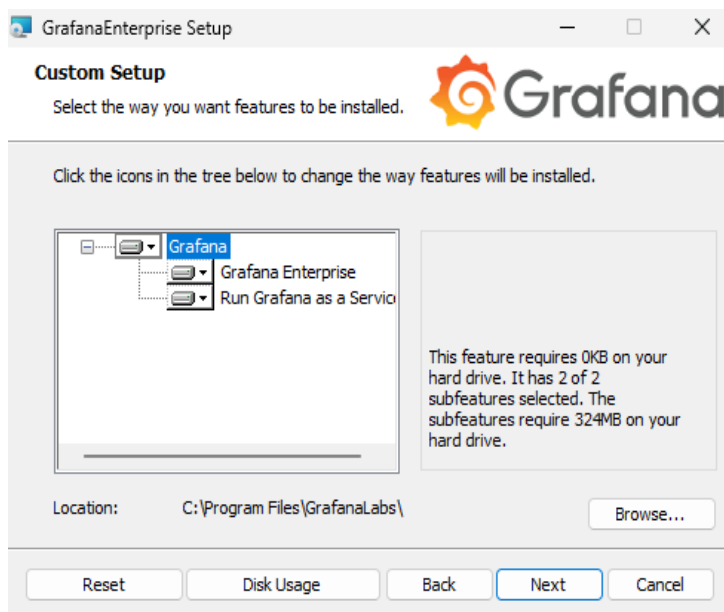 GrafanaEnterprise Setup
Custom Setup
Select the way you want features to be installed.
Grafana
Click the icons in the tree below to change the way features will be installed.
Grafana
Grafana Enterprise
Run Grafana as a Servic
This feature requires 0KB on your
hard drive. It has 2 of 2
subfeatures selected. The
subfeatures require 324MB on your
hard drive.
Location: C:\Program Files\GrafanaLabs\
Browse...
Reset Disk Usage Back Next Cancel